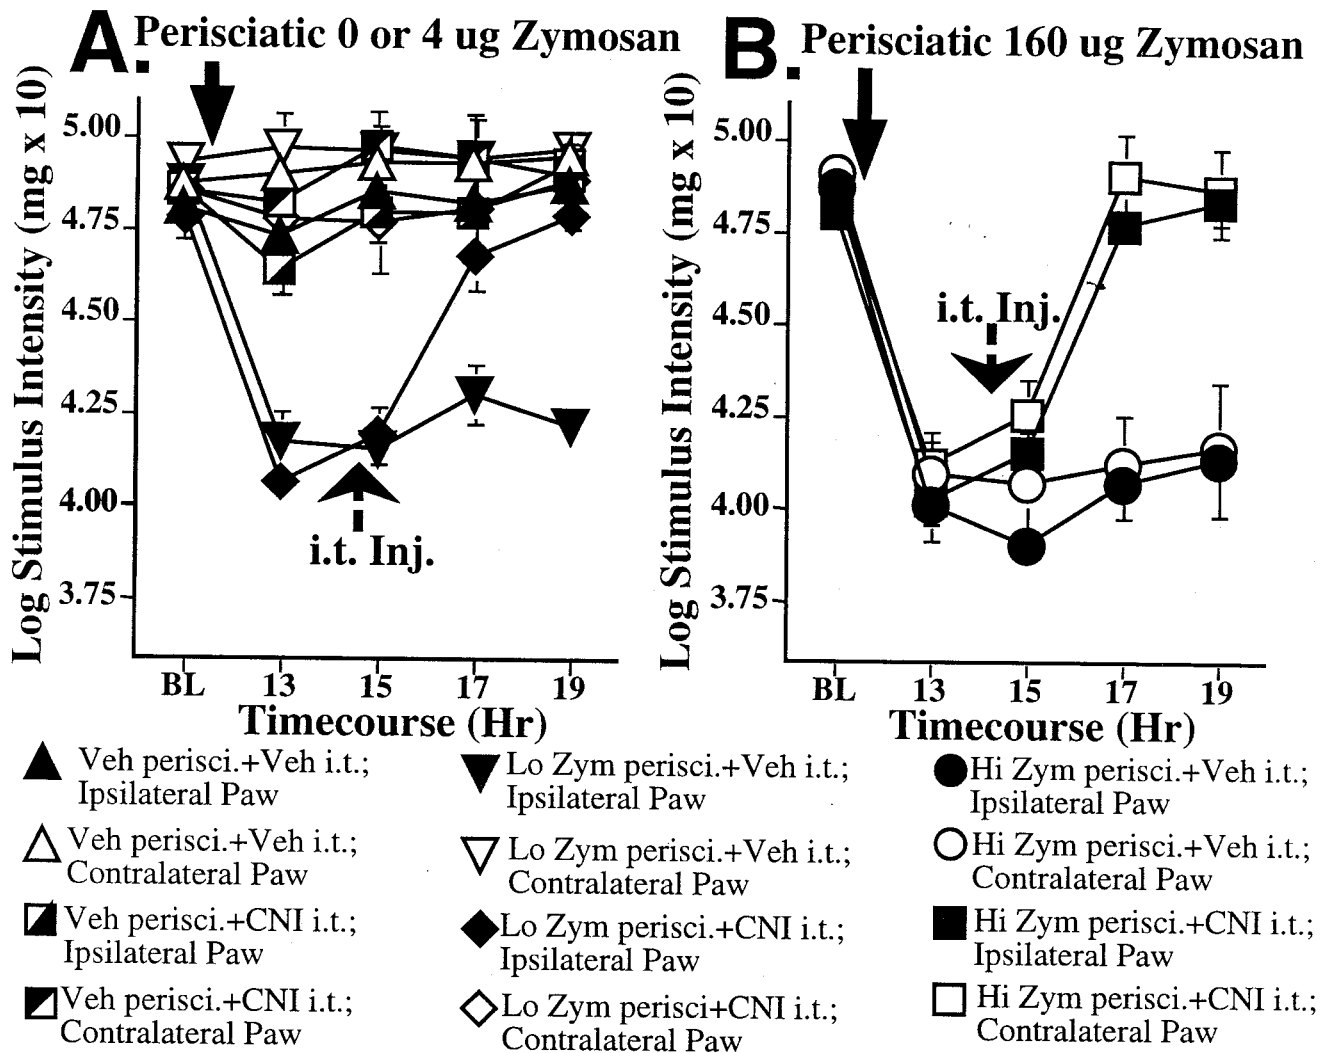 A. Perisciatic 0 or 4 ug Zymosan
Log Stimulus Intensity (mg x 10)
5.00
4.75
4.50
4.25
4.00
3.75
i.t. Inj.
BL 13 15 17 19
Timecourse (Hr)
B. Perisciatic 160 ug Zymosan
Log Stimulus Intensity (mg x 10)
5.00
4.75
4.50
4.25
4.00
3.75
i.t. Inj.
BL 13 15 17 19
Timecourse (Hr)
Veh perisci.+Veh i.t.;
Ipsilateral Paw
Veh perisci.+Veh i.t.;
Contralateral Paw
Veh perisci.+CNI i.t.;
Ipsilateral Paw
Veh perisci.+CNI i.t.;
Contralateral Paw
Lo Zym perisci.+Veh i.t.;
Ipsilateral Paw
Lo Zym perisci.+Veh i.t.;
Contralateral Paw
Lo Zym perisci.+CNI i.t.;
Ipsilateral Paw
Lo Zym perisci+CNI i.t.;
Contralateral Paw
Hi Zym perisci.+Veh i.t.;
Ipsilateral Paw
Hi Zym perisci.+Veh i.t.;
Contralateral Paw
Hi Zym perisci.+CNI i.t.;
Ipsilateral Paw
Hi Zym perisci.+CNI i.t.;
Contralateral Paw